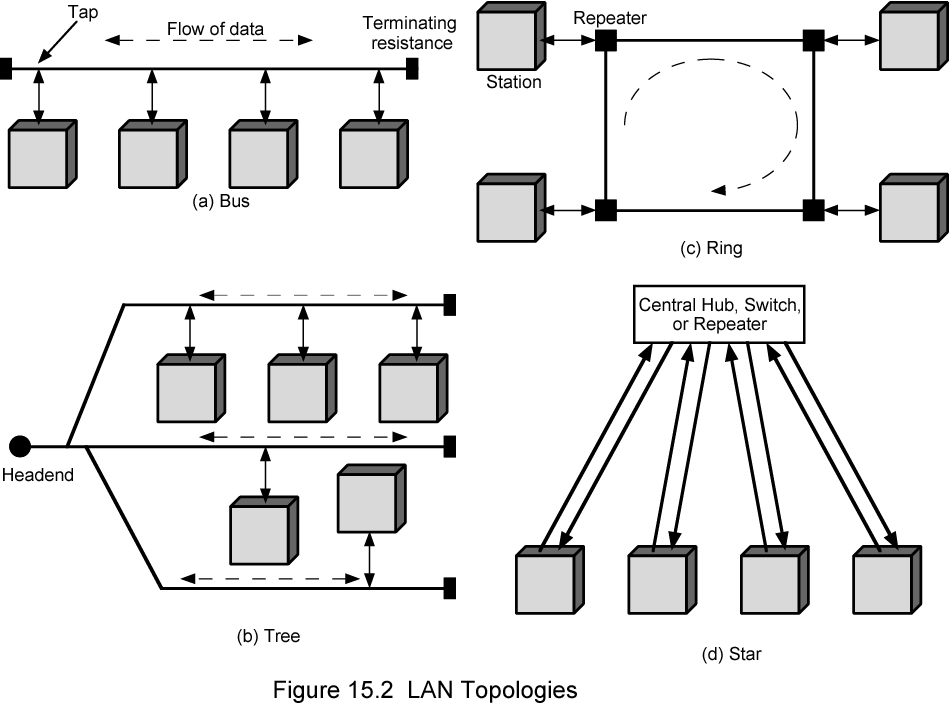 Tap
Flow of data
Terminating
resistance
(a) Bus
Repeater
Station
(c) Ring
Headend
(b) Tree
Central Hub, Switch,
or Repeater
(d) Star
Figure 15.2 LAN Topologies